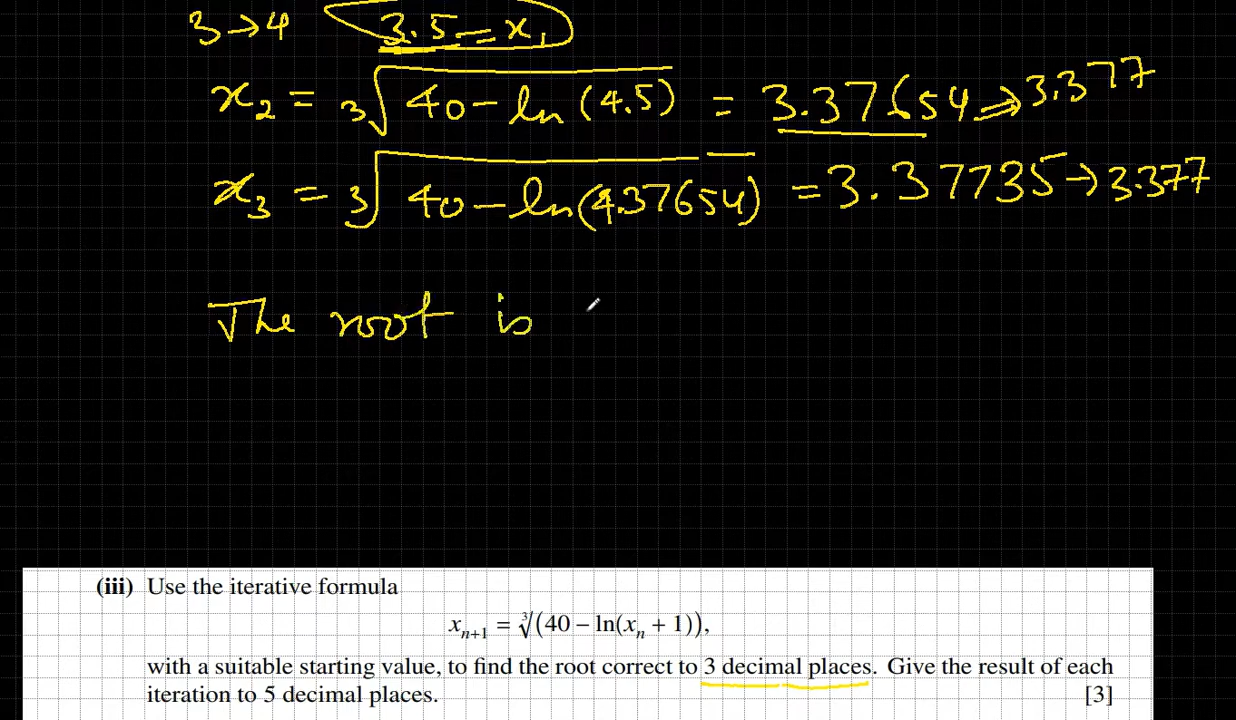 3→4 3.5 = x₁
x₂ = ∛40 - ln (4.5) = 3.37654 ⇒ 3.377
x₃ = ∛40 - ln(4.37654) = 3.37735 → 3.377
The root is
(iii) Use the iterative formula
xₙ₊₁ = ∛(40 − ln(xₙ + 1)),
with a suitable starting value, to find the root correct to 3 decimal places. Give the result of each
iteration to 5 decimal places. [3]